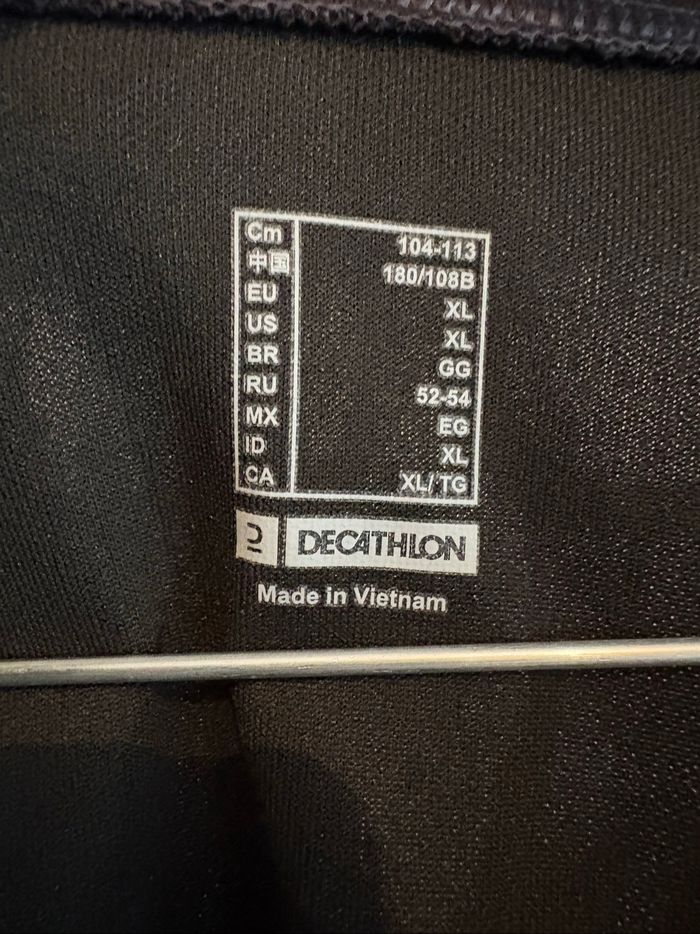 Cm 104-113
中国 180/108B
EU XL
US XL
BR GG
RU 52-54
MX EG
ID XL
CA XL/TG
DECATHLON
Made in Vietnam